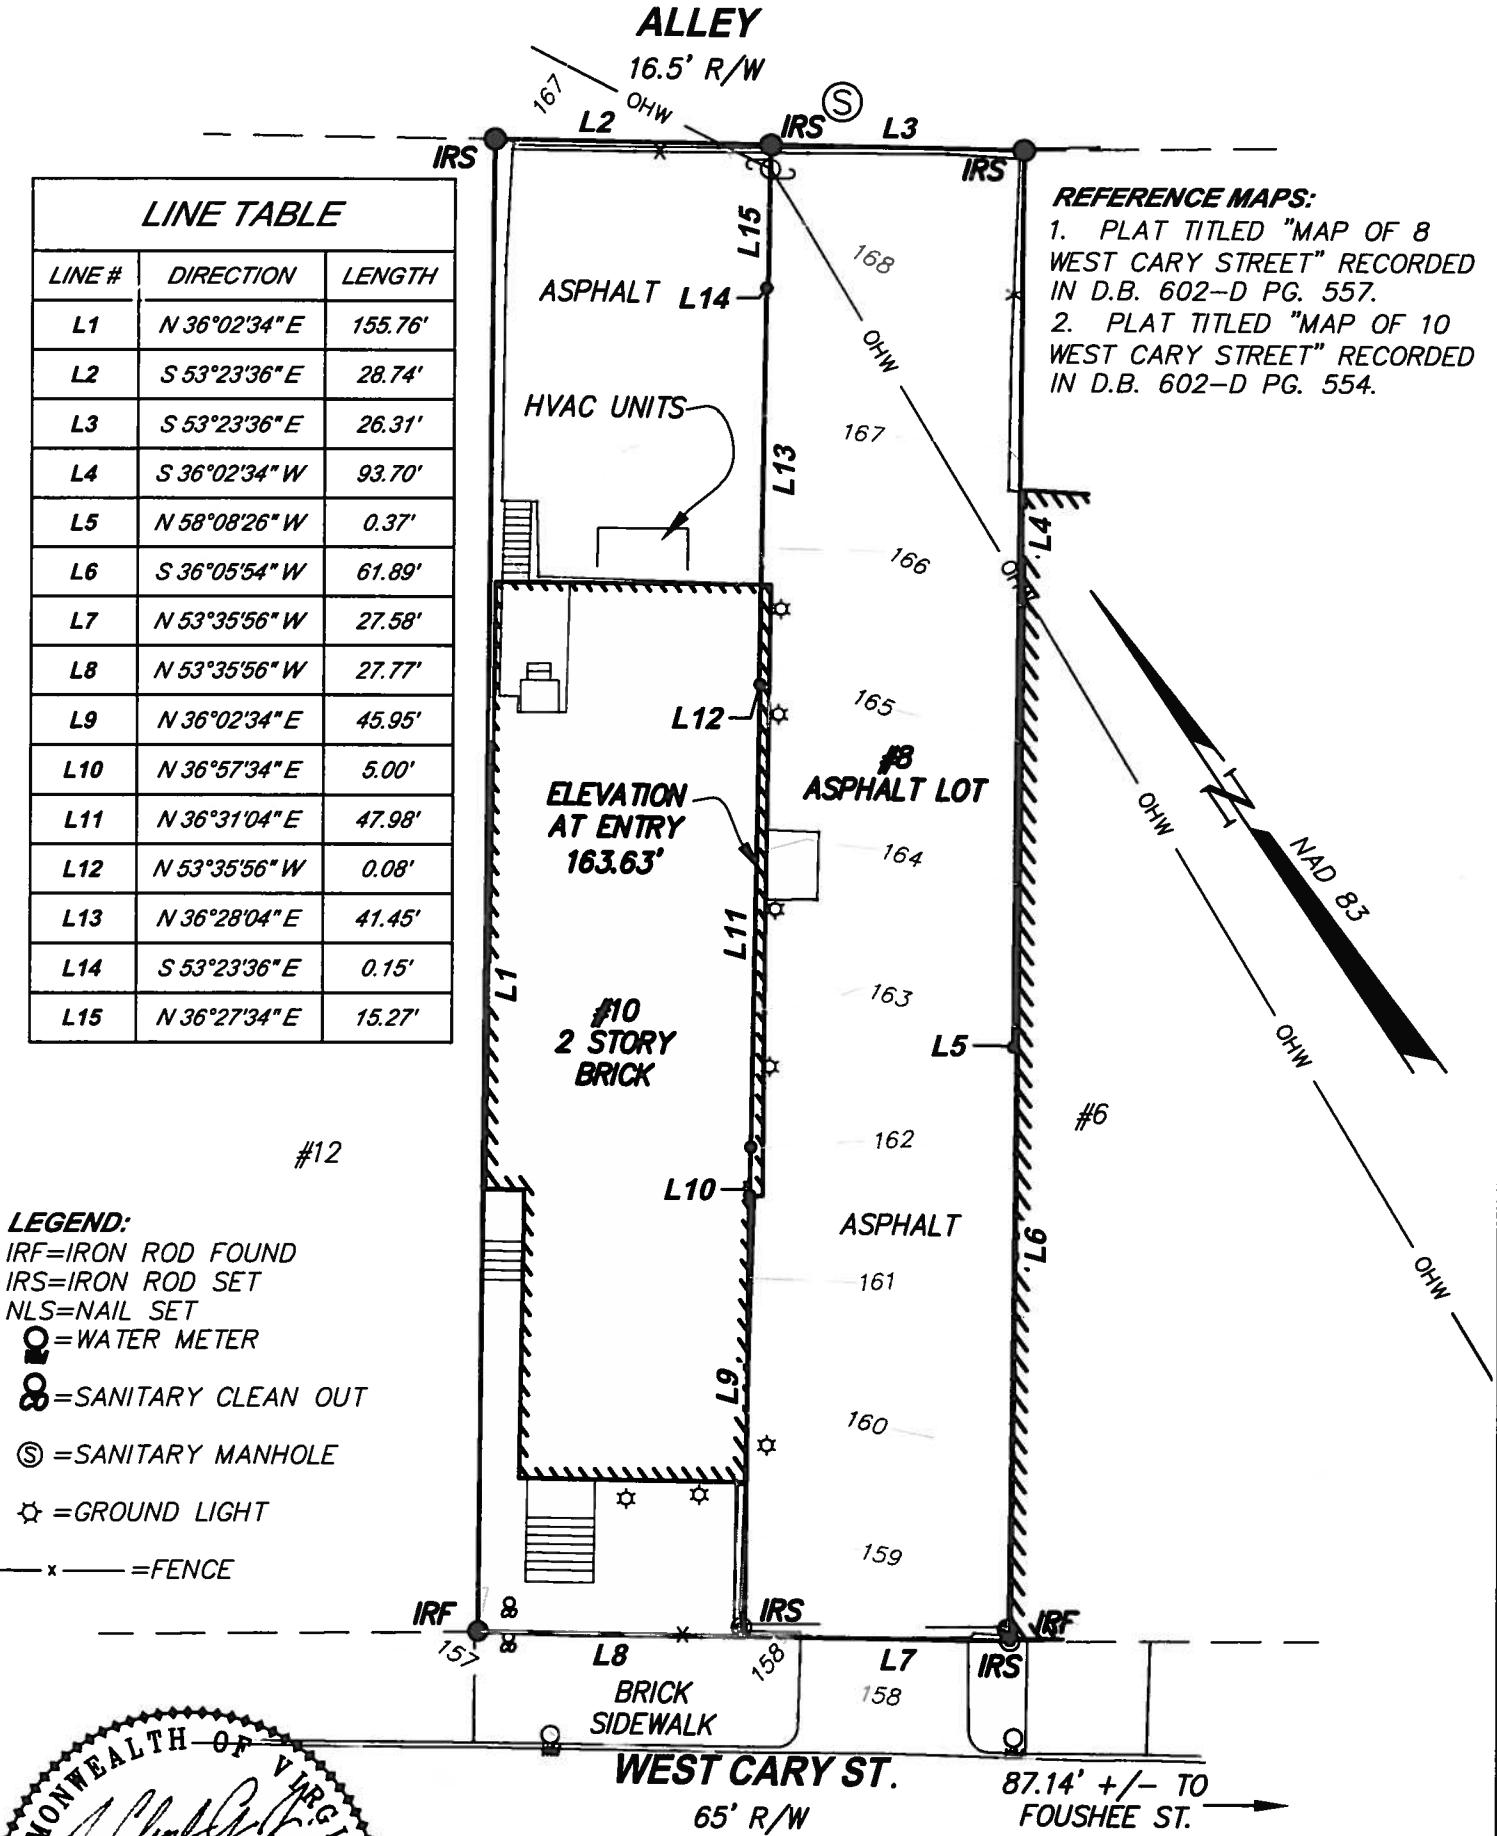 ALLEY
16.5' R/W
167
OHW
L2
IRS
S
L3
IRS
IRS
LINE TABLE
LINE # DIRECTION LENGTH
L1 N 36°02'34" E 155.76'
L2 S 53°23'36" E 28.74'
L3 S 53°23'36" E 26.31'
L4 S 36°02'34" W 93.70'
L5 N 58°08'26" W 0.37'
L6 S 36°05'54" W 61.89'
L7 N 53°35'56" W 27.58'
L8 N 53°35'56" W 27.77'
L9 N 36°02'34" E 45.95'
L10 N 36°57'34" E 5.00'
L11 N 36°31'04" E 47.98'
L12 N 53°35'56" W 0.08'
L13 N 36°28'04" E 41.45'
L14 S 53°23'36" E 0.15'
L15 N 36°27'34" E 15.27'
REFERENCE MAPS:
1. PLAT TITLED "MAP OF 8
WEST CARY STREET" RECORDED
IN D.B. 602-D PG. 557.
2. PLAT TITLED "MAP OF 10
WEST CARY STREET" RECORDED
IN D.B. 602-D PG. 554.
L15
168
ASPHALT
L14
OHW
HVAC UNITS
167
L13
L4
166
OHW
L12
165
#8
ASPHALT LOT
ELEVATION
AT ENTRY
163.63'
164
OHW
N
NAD 83
L11
L1
163
#10
2 STORY
BRICK
L5
OHW
#6
162
#12
L10
ASPHALT
L6
161
OHW
L9
160
159
LEGEND:
IRF=IRON ROD FOUND
IRS=IRON ROD SET
NLS=NAIL SET
=WATER METER
=SANITARY CLEAN OUT
S =SANITARY MANHOLE
=GROUND LIGHT
x =FENCE
IRF
IRS
IRF
157
L8
158
L7
IRS
BRICK
SIDEWALK
158
WEST CARY ST.
65' R/W
87.14' +/- TO
FOUSHEE ST.
MONWEALTH OF VIRGI